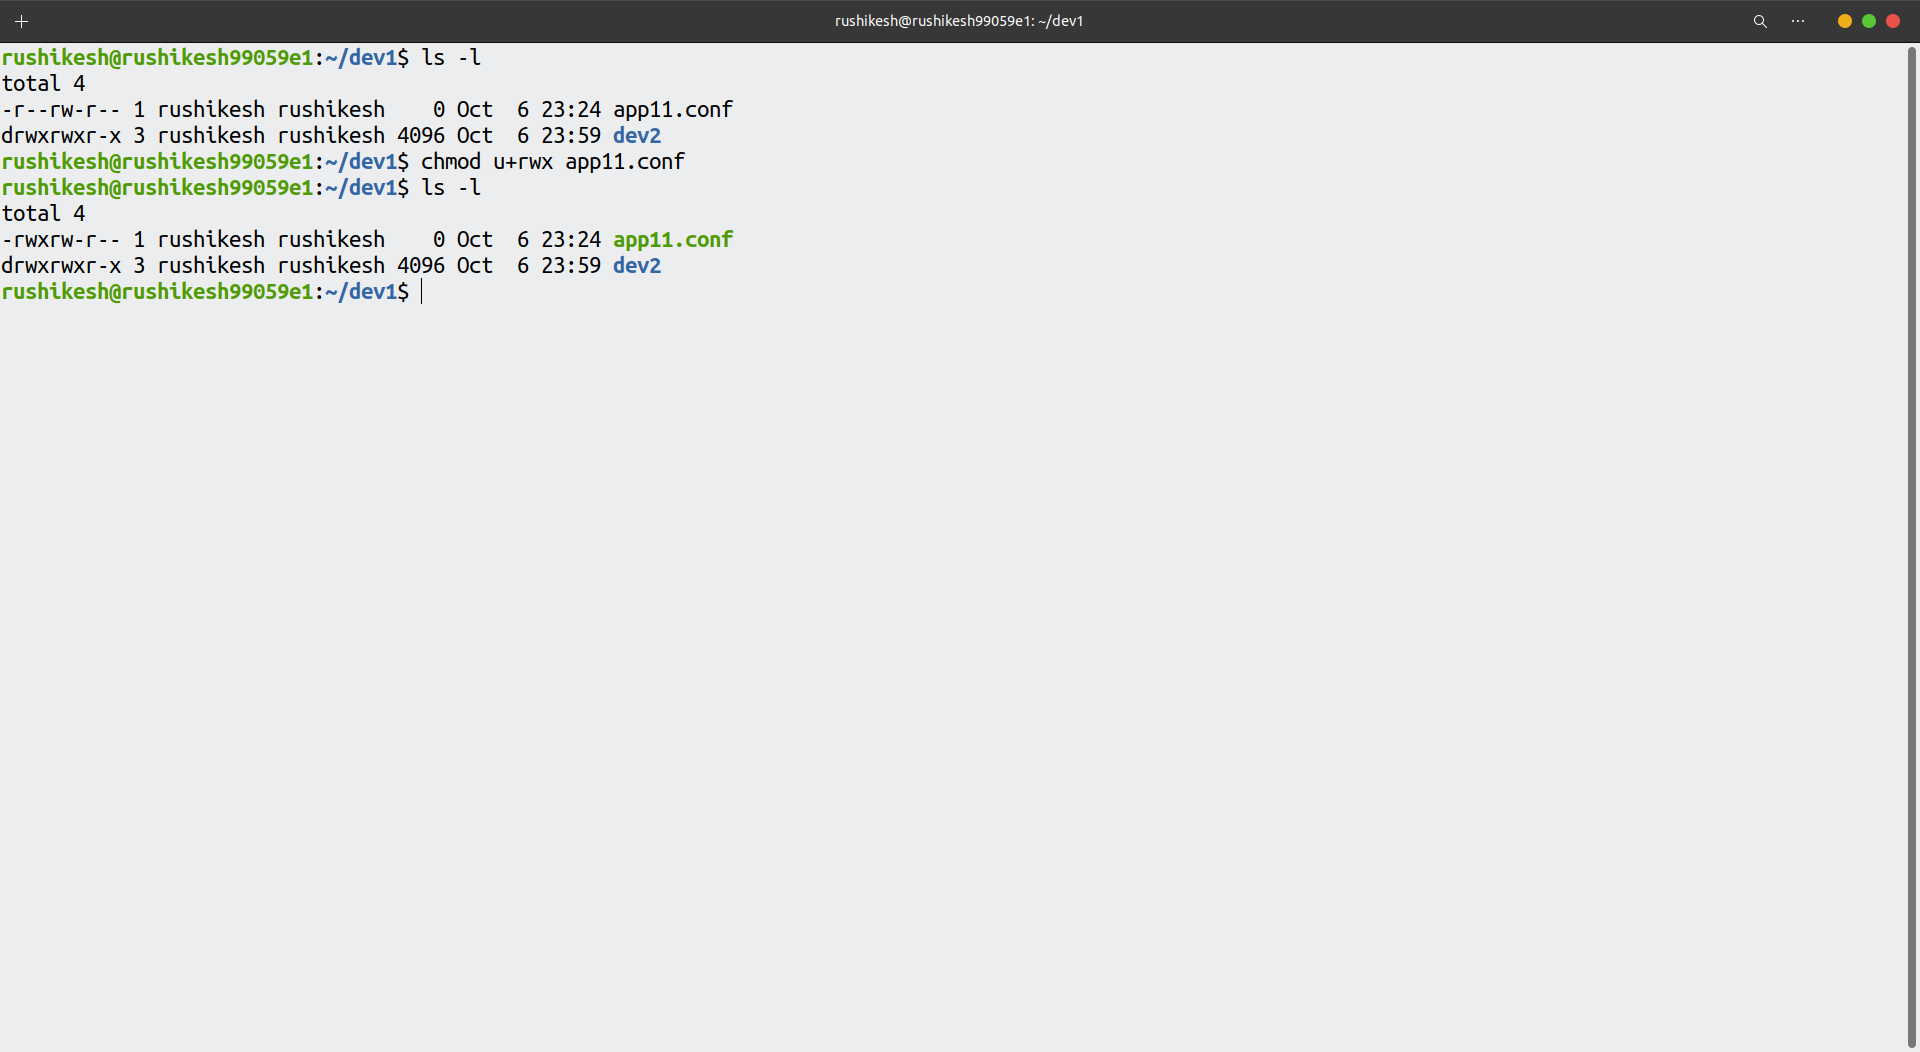 rushikesh@rushikesh99059e1: ~/dev1
rushikesh@rushikesh99059e1:~/dev1$ ls -l
total 4
-r--rw-r-- 1 rushikesh rushikesh    0 Oct  6 23:24 app11.conf
drwxrwxr-x 3 rushikesh rushikesh 4096 Oct  6 23:59 dev2
rushikesh@rushikesh99059e1:~/dev1$ chmod u+rwx app11.conf
rushikesh@rushikesh99059e1:~/dev1$ ls -l
total 4
-rwxrw-r-- 1 rushikesh rushikesh    0 Oct  6 23:24 app11.conf
drwxrwxr-x 3 rushikesh rushikesh 4096 Oct  6 23:59 dev2
rushikesh@rushikesh99059e1:~/dev1$